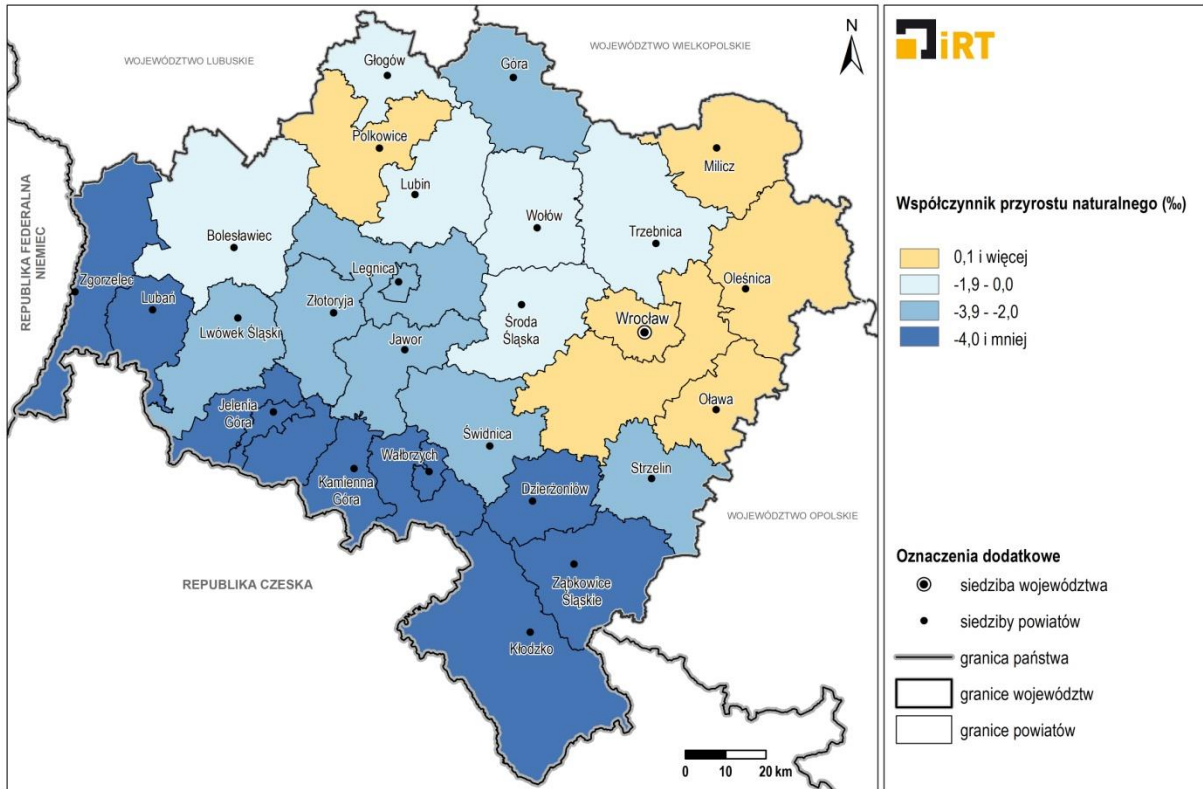 WOJEWÓDZTWO LUBUSKIE
WOJEWÓDZTWO WIELKOPOLSKIE
N
Głogów
Góra
Polkowice
Milicz
Lubin
REPUBLIKA FEDERALNA
NIEMIEC
Wołów
Trzebnica
Bolesławiec
Legnica
Oleśnica
Zgorzelec
Lubań
Złotoryja
Lwówek Śląski
Środa
Śląska
Wrocław
Jawor
Oława
Jelenia
Góra
Świdnica
Wałbrzych
Strzelin
Kamienna
Góra
Dzierżoniów
WOJEWÓDZTWO OPOLSKIE
REPUBLIKA CZESKA
Ząbkowice
Śląskie
Kłodzko
0 10 20 km
iRT
Współczynnik przyrostu naturalnego (‰)
0,1 i więcej
-1,9 - 0,0
-3,9 - -2,0
-4,0 i mniej
Oznaczenia dodatkowe
siedziba województwa
siedziby powiatów
granica państwa
granice województw
granice powiatów